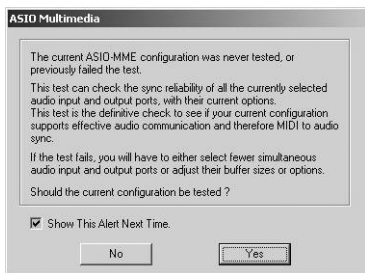 ASIO Multimedia
The current ASIO-MME configuration was never tested, or
previously failed the test.
This test can check the sync reliability of all the currently selected
audio input and output ports, with their current options.
This test is the definitive check to see if your current configuration
supports effective audio communication and therefore MIDI to audio
sync.
If the test fails, you will have to either select fewer simultaneous
audio input and output ports or adjust their buffer sizes or options.
Should the current configuration be tested ?
Show This Alert Next Time.
No
Yes